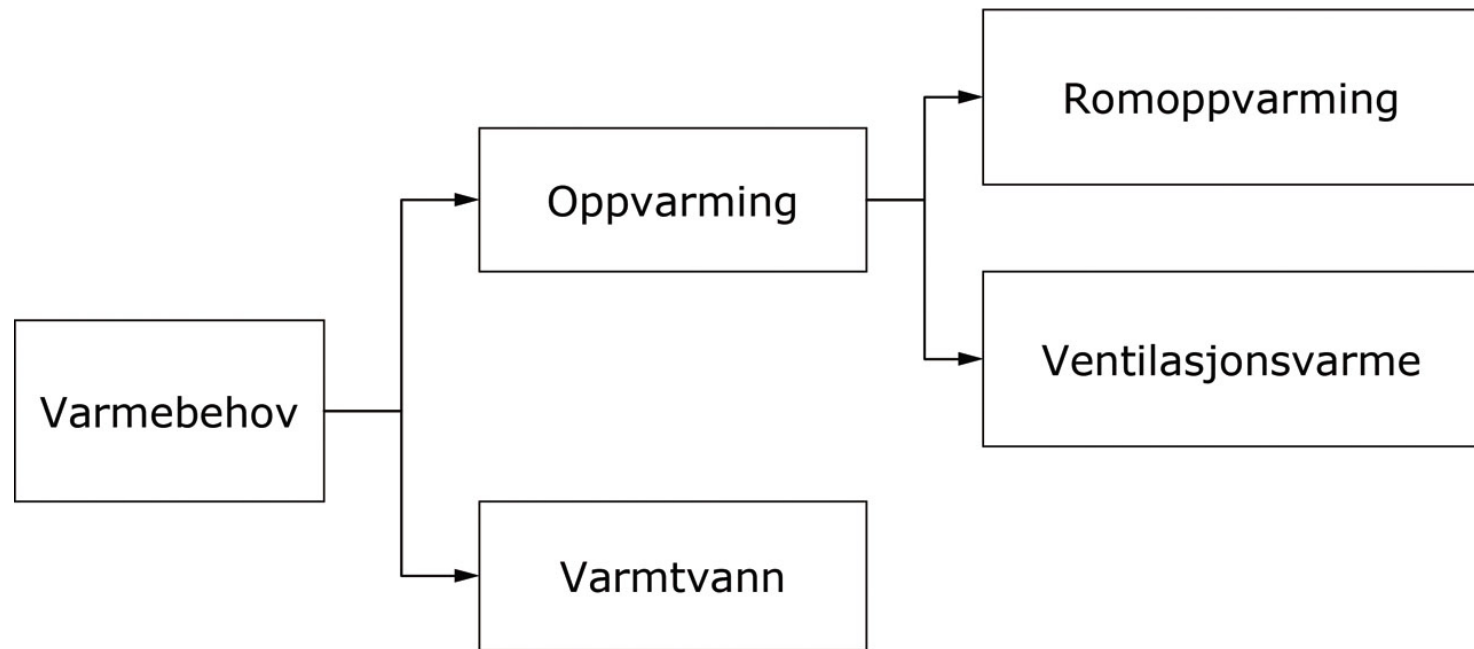 Romoppvarming
Oppvarming
Ventilasjonsvarme
Varmebehov
Varmtvann